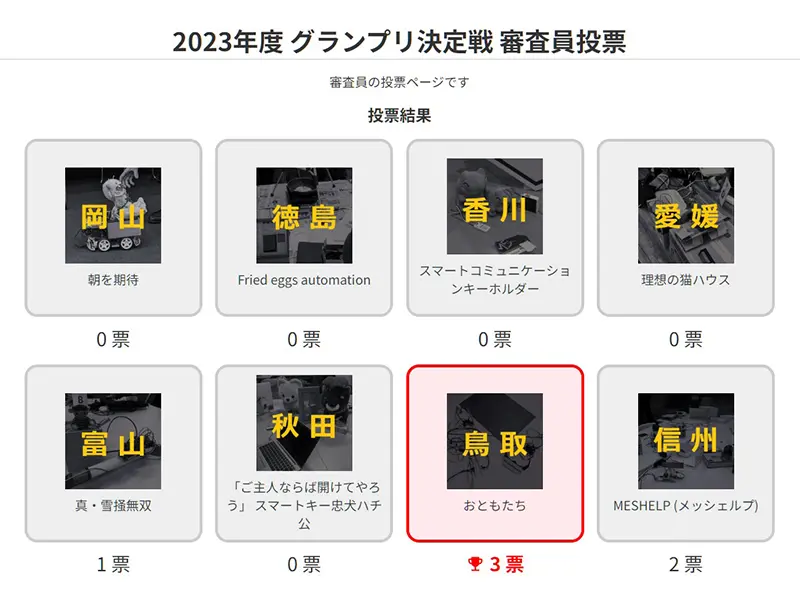 2023年度 グランプリ決定戦 審査員投票
審査員の投票ページです
投票結果
岡山
朝を期待
0 票
徳島
Fried eggs automation
0 票
香川
スマートコミュニケーショ
ンキーホルダー
0 票
愛媛
理想の猫ハウス
0 票
富山
真・雪掻無双
1 票
秋田
「ご主人ならば開けてやろ
う」 スマートキー忠犬ハチ
公
0 票
鳥取
おともたち
3 票
信州
MESHELP (メッシェルプ)
2 票